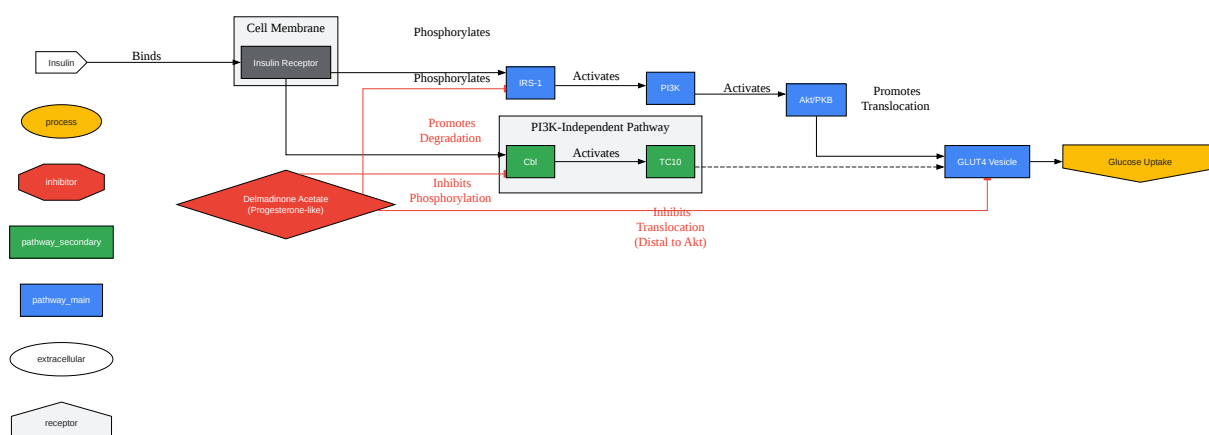 Cell Membrane
Phosphorylates
Insulin
Binds
Insulin Receptor
Phosphorylates
IRS-1
Activates
PI3K
Activates
Akt/PKB
Promotes
Translocation
process
Promotes
Degradation
PI3K-Independent Pathway
Cbl
Activates
TC10
GLUT4 Vesicle
Glucose Uptake
inhibitor
Delmadinone Acetate
(Progesterone-like)
Inhibits
Phosphorylation
Inhibits
Translocation
(Distal to Akt)
pathway_secondary
pathway_main
extracellular
receptor